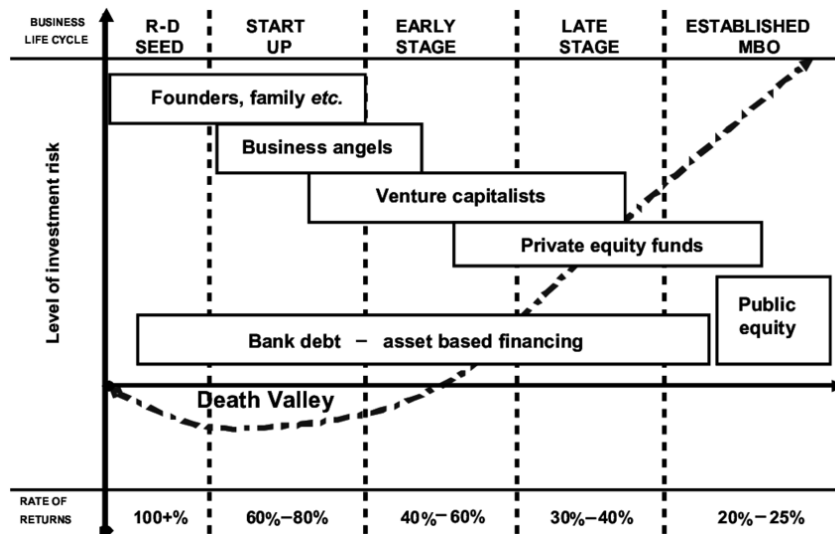 BUSINESS
LIFE CYCLE
R-D
SEED
START
UP
EARLY
STAGE
LATE
STAGE
ESTABLISHED
MBO
Level of investment risk
Founders, family etc.
Business angels
Venture capitalists
Private equity funds
Public
equity
Bank debt – asset based financing
Death Valley
RATE OF
RETURNS
100+%
60%–80%
40%–60%
30%–40%
20%–25%